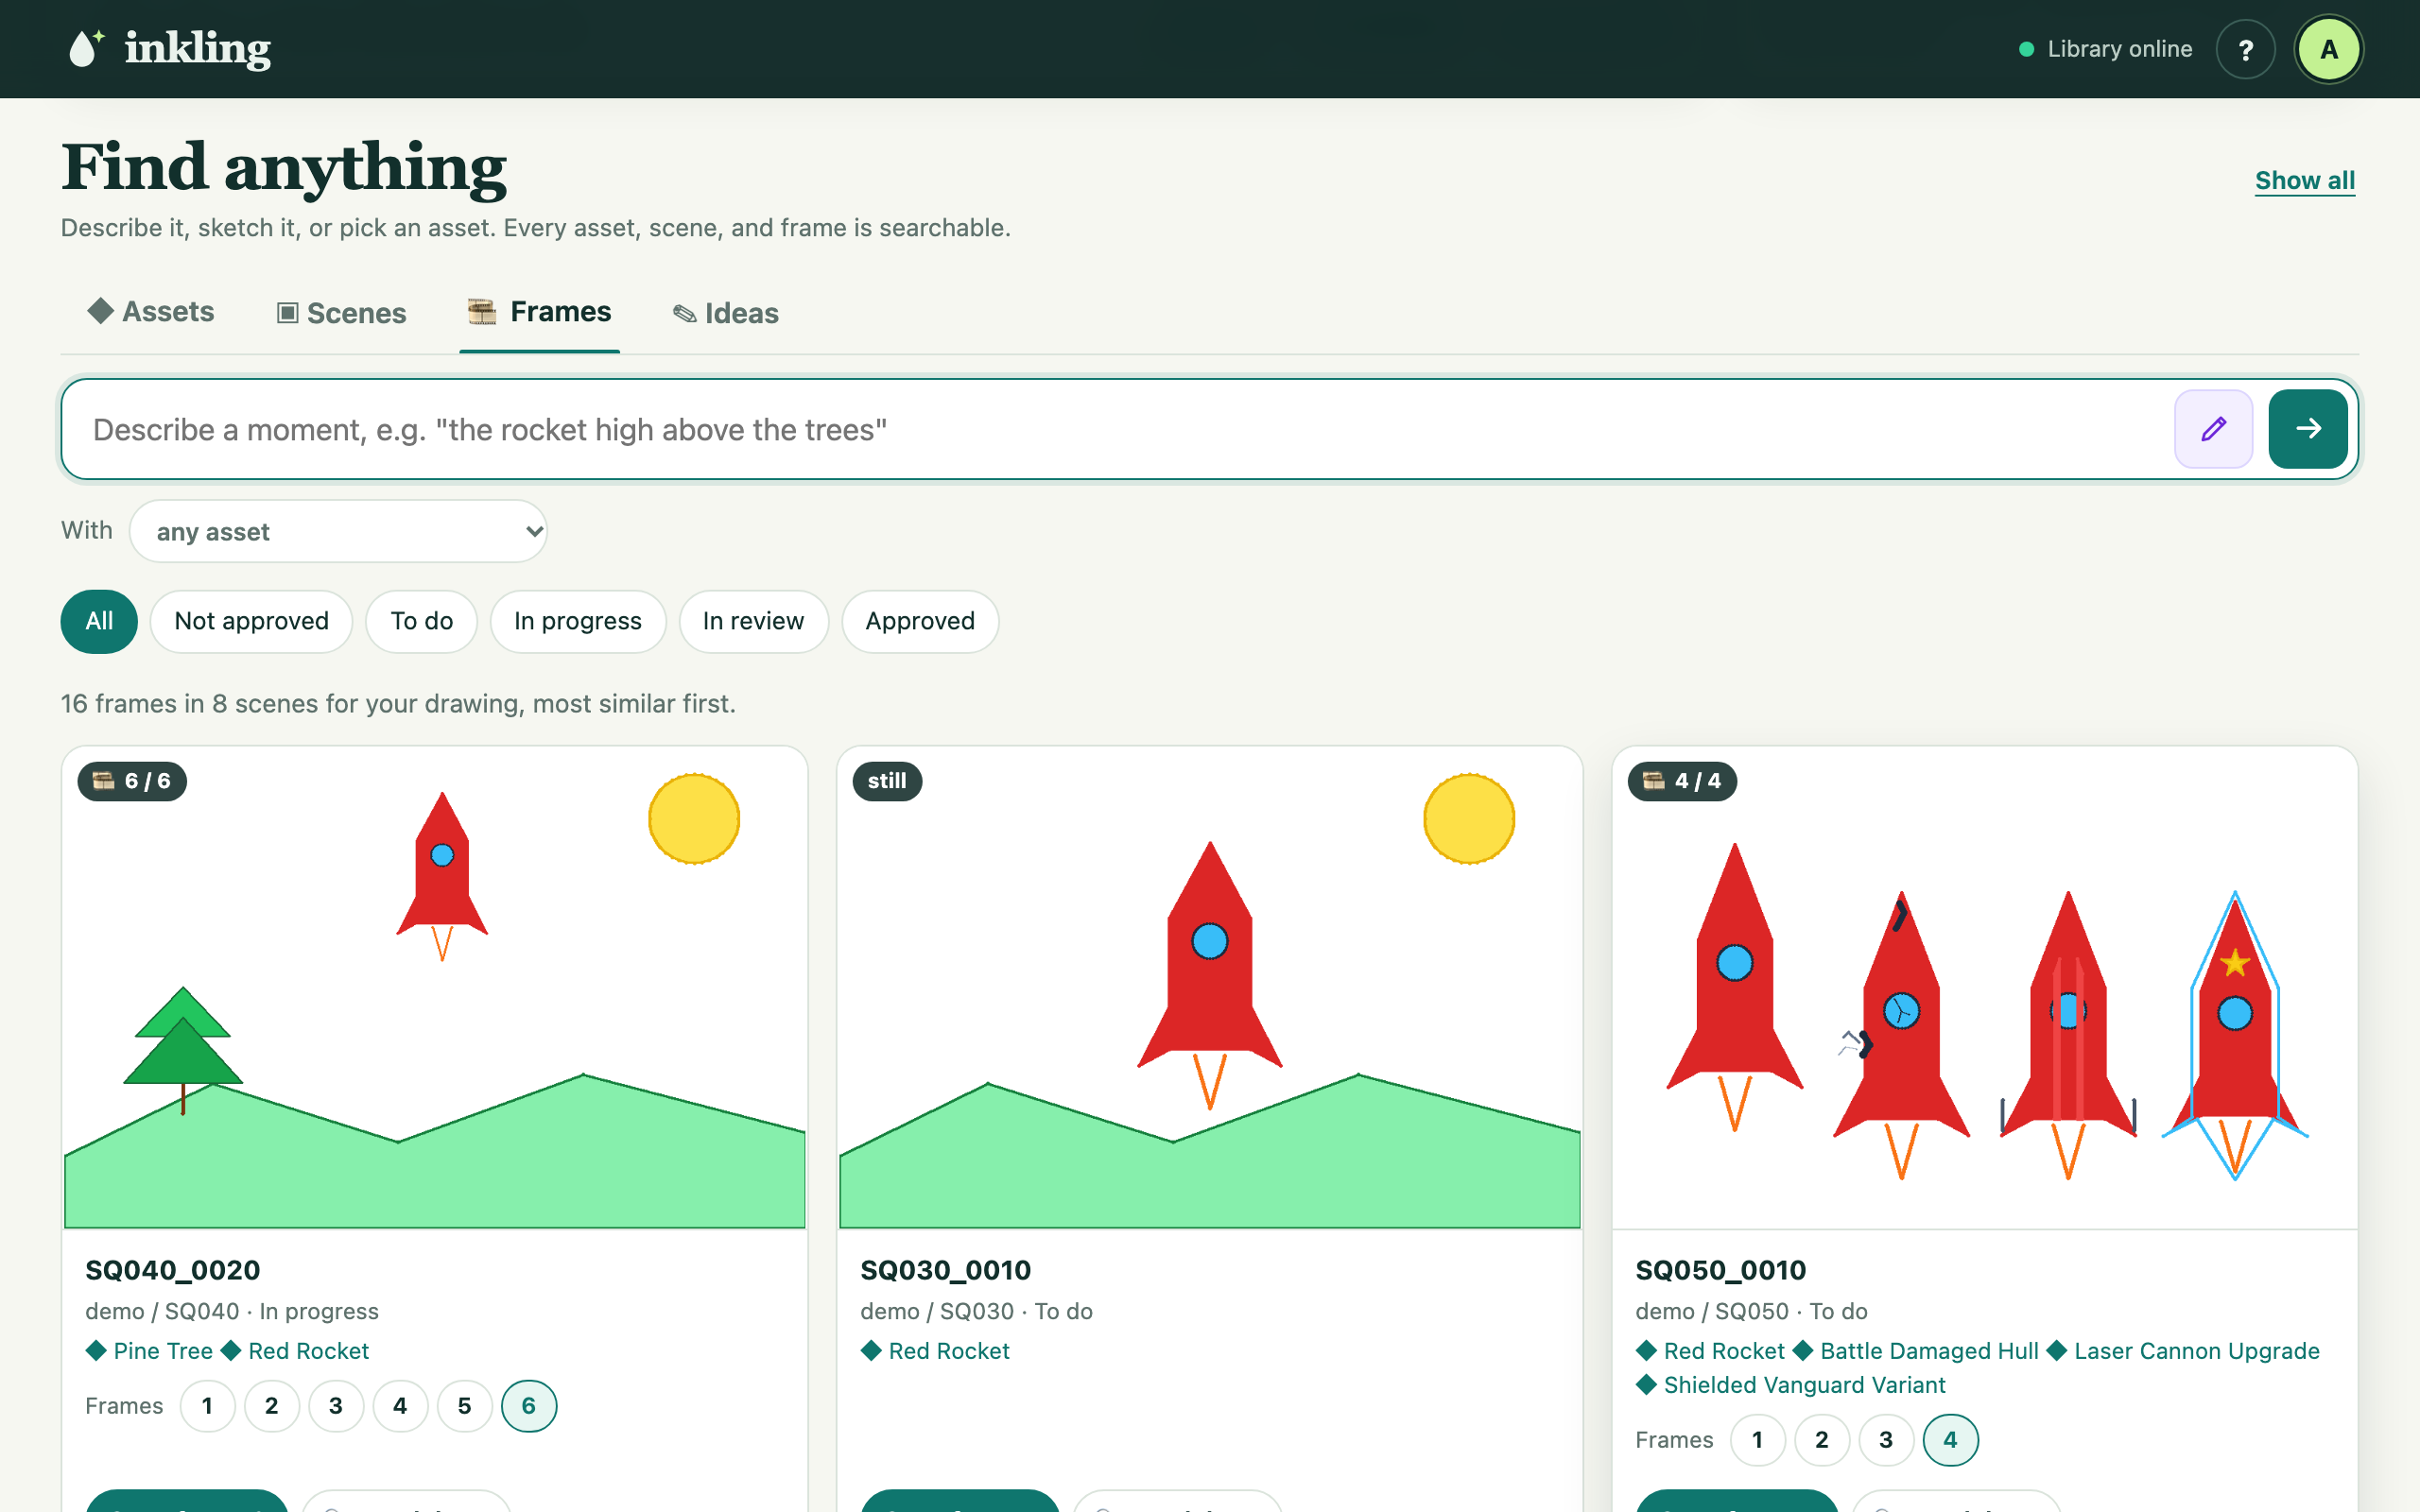 inkling
Library online
?
A
Find anything
Show all
Describe it, sketch it, or pick an asset. Every asset, scene, and frame is searchable.
Assets
Scenes
Frames
Ideas
Describe a moment, e.g. "the rocket high above the trees"
With
any asset
All
Not approved
To do
In progress
In review
Approved
16 frames in 8 scenes for your drawing, most similar first.
6 / 6
still
4 / 4
SQ040_0020
demo / SQ040 · In progress
Pine Tree Red Rocket
Frames 1 2 3 4 5 6
SQ030_0010
demo / SQ030 · To do
Red Rocket
SQ050_0010
demo / SQ050 · To do
Red Rocket Battle Damaged Hull Laser Cannon Upgrade
Shielded Vanguard Variant
Frames 1 2 3 4